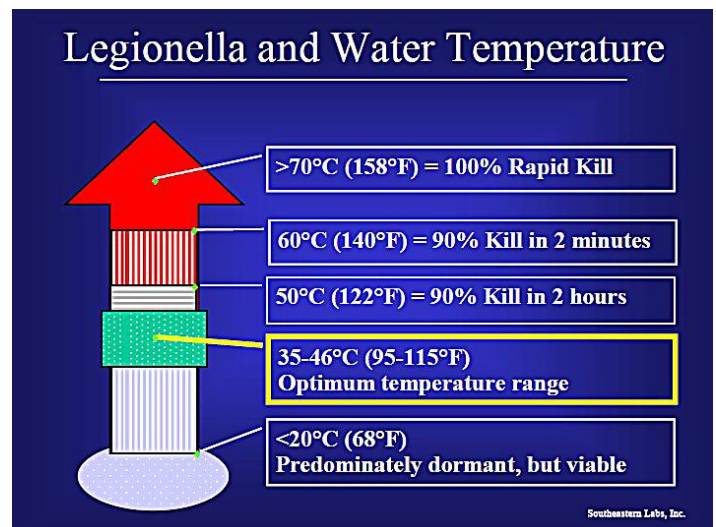 Legionella and Water Temperature
>70°C (158°F) = 100% Rapid Kill
60°C (140°F) = 90% Kill in 2 minutes
50°C (122°F) = 90% Kill in 2 hours
35-46°C (95-115°F)
Optimum temperature range
<20°C (68°F)
Predominately dormant, but viable
Southeastern Labs, Inc.